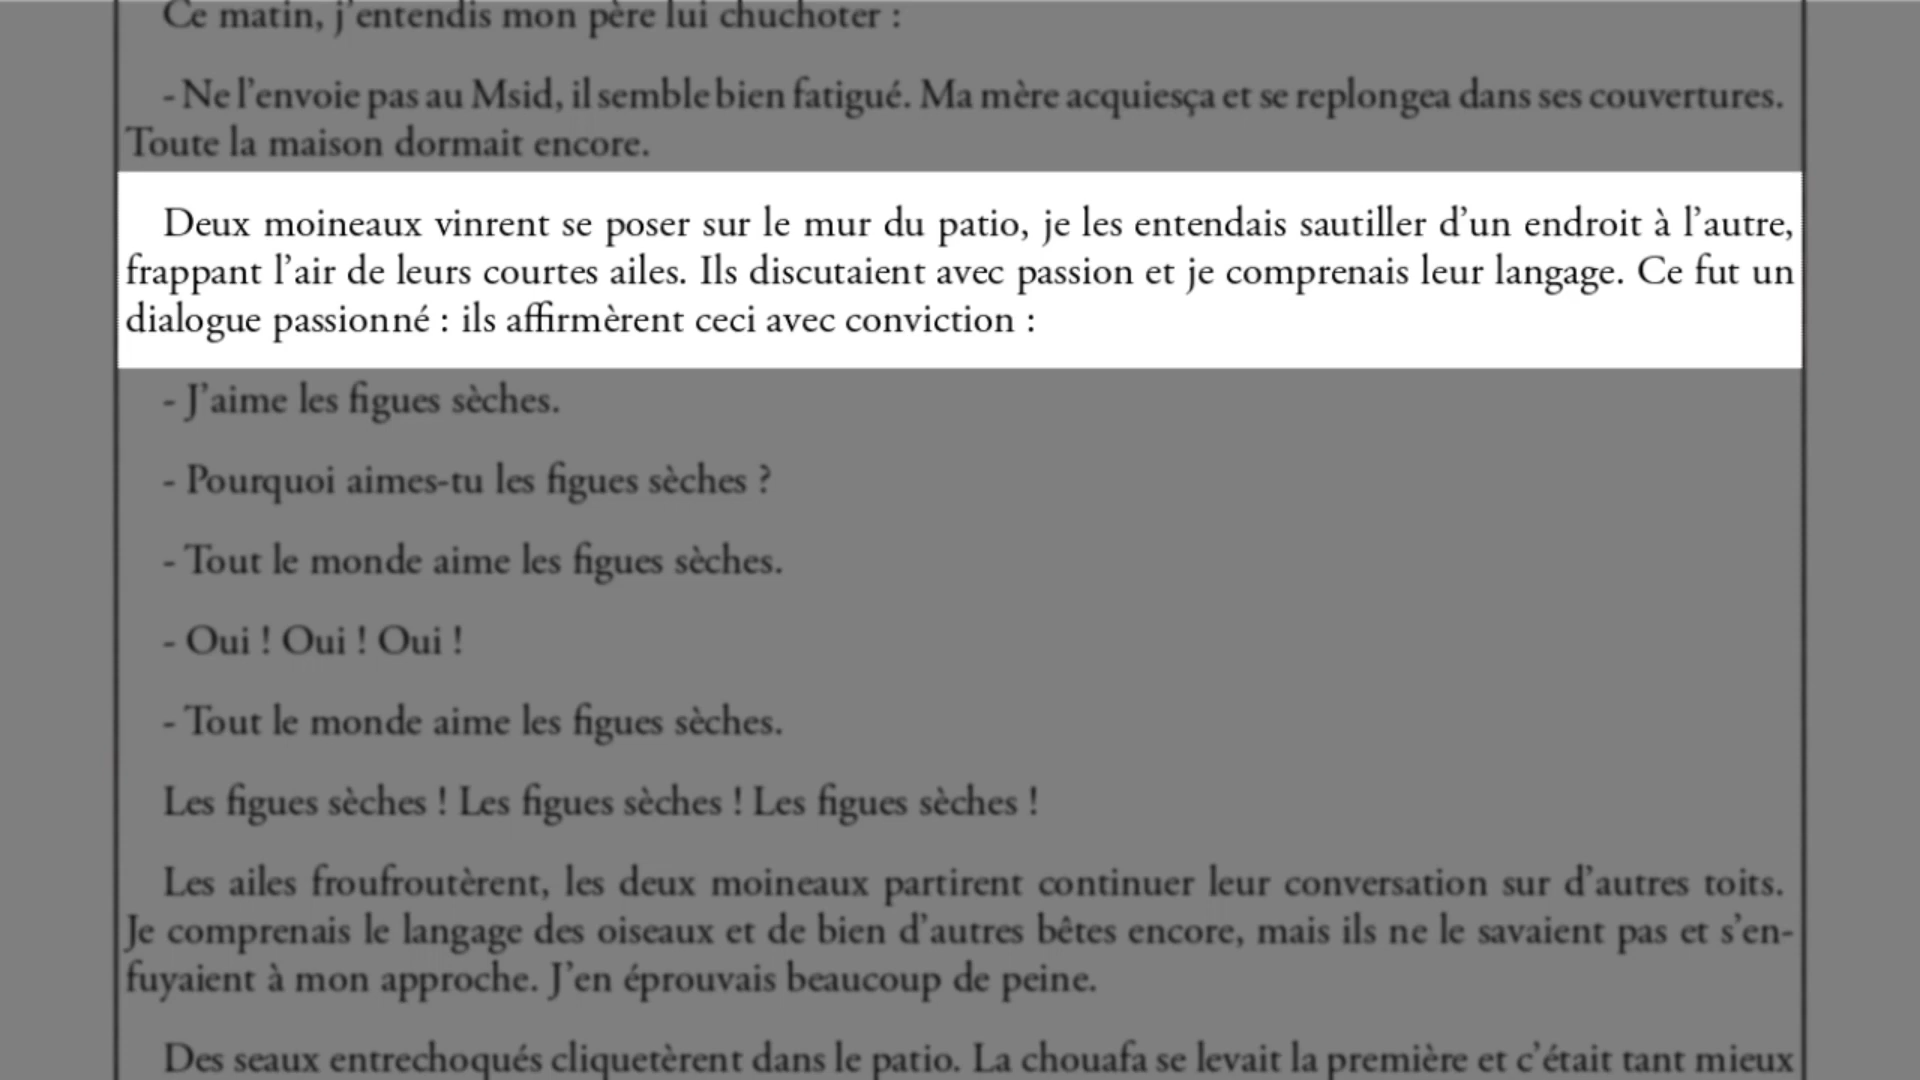 Ce matin, j'entendis mon père lui chuchoter :
- Ne l'envoie pas au Msid, il semble bien fatigué. Ma mère acquiesça et se replongea dans ses couvertures.
Toute la maison dormait encore.
Deux moineaux vinrent se poser sur le mur du patio, je les entendais sautiller d'un endroit à l'autre,
frappant l'air de leurs courtes ailes. Ils discutaient avec passion et je comprenais leur langage. Ce fut un
dialogue passionné : ils affirmèrent ceci avec conviction :
- J'aime les figues sèches.
- Pourquoi aimes-tu les figues sèches ?
- Tout le monde aime les figues sèches.
- Oui ! Oui ! Oui !
- Tout le monde aime les figues sèches.
Les figues sèches ! Les figues sèches ! Les figues sèches !
Les ailes froufroutèrent, les deux moineaux partirent continuer leur conversation sur d'autres toits.
Je comprenais le langage des oiseaux et de bien d'autres bêtes encore, mais ils ne le savaient pas et s'en-
fuyaient à mon approche. J'en éprouvais beaucoup de peine.
Des seaux entrechoqués cliquetèrent dans le patio. La chouafa se levait la première et c'était tant mieux